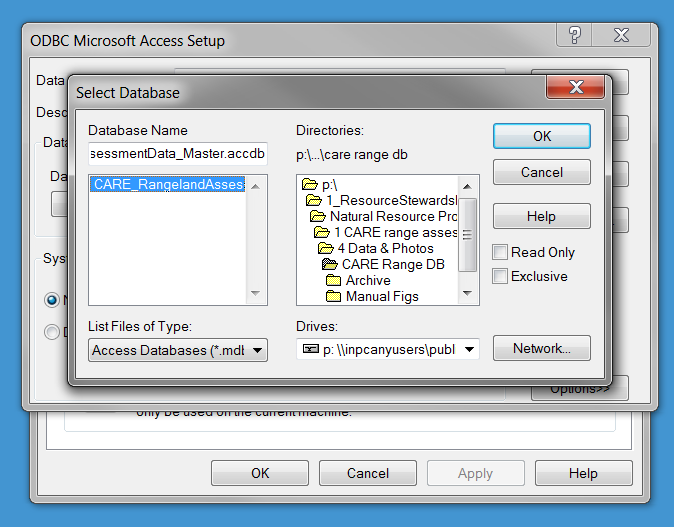 ODBC Microsoft Access Setup
Data
Select Database
Desc
Data
Da
Database Name
sessmentData_Master.accdb
CARE_RangelandAsses
Directories:
p:\...\care range db
p:\
1_ResourceStewards
Natural Resource Pro
1 CARE range asses
4 Data & Photos
CARE Range DB
Archive
Manual Figs
OK
Cancel
Help
Read Only
Exclusive
Syst
List Files of Type:
Access Databases (*.mdb
Drives:
p: \\inpcanyusers\publ
Network...
Options>>
only be used on the current machine.
OK
Cancel
Apply
Help